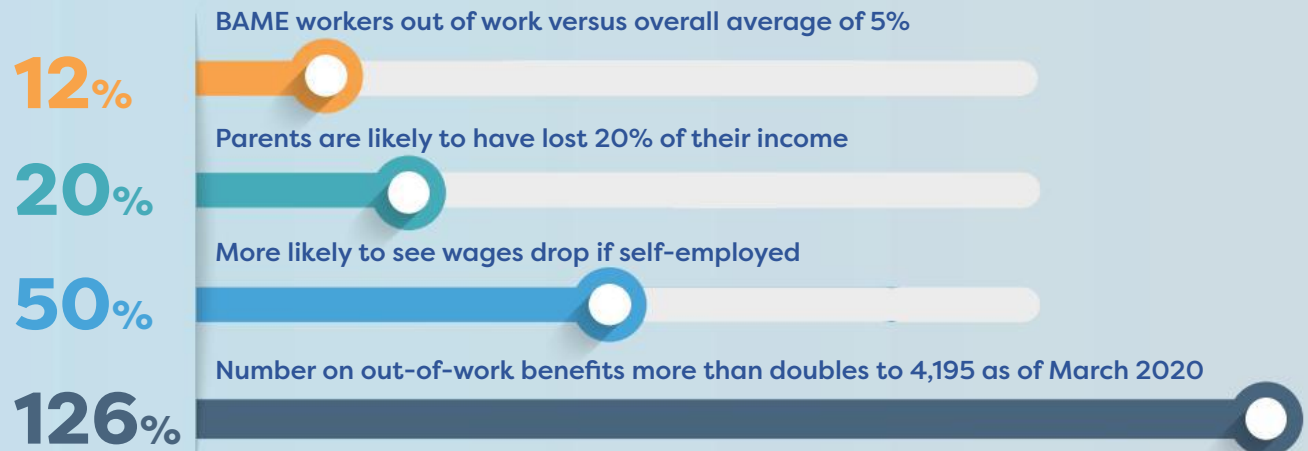 BAME workers out of work versus overall average of 5%
12%
Parents are likely to have lost 20% of their income
20%
More likely to see wages drop if self-employed
50%
Number on out-of-work benefits more than doubles to 4,195 as of March 2020
126%